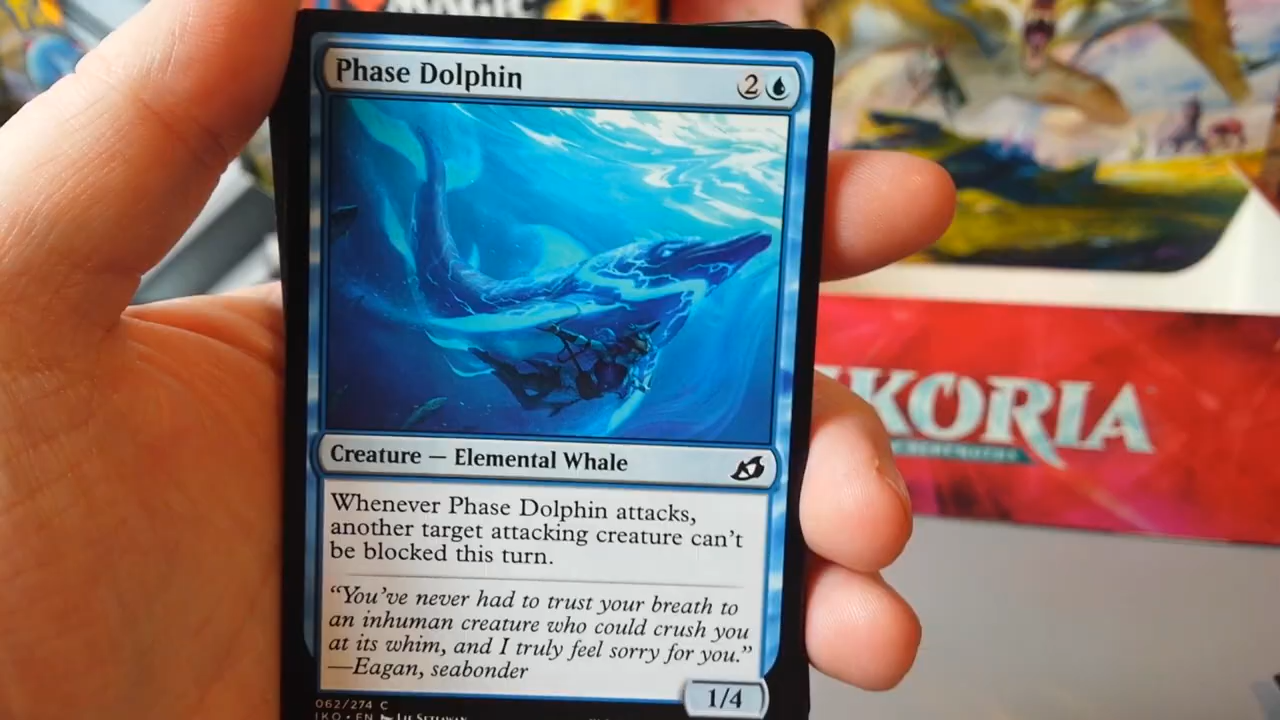 MAGIC
Phase Dolphin
2
IKORIA
Creature — Elemental Whale
Whenever Phase Dolphin attacks,
another target attacking creature can't
be blocked this turn.
“You've never had to trust your breath to
an inhuman creature who could crush you
at its whim, and I truly feel sorry for you.”
—Eagan, seabonder
1/4
062/274 C
IKO • EN